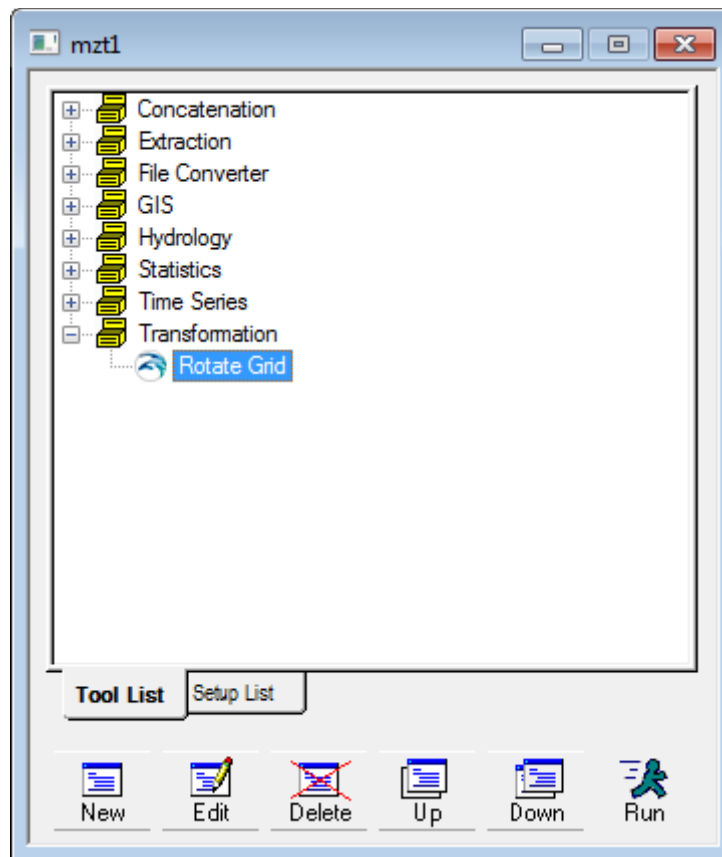 mzt1
Concatenation
Extraction
File Converter
GIS
Hydrology
Statistics
Time Series
Transformation
Rotate Grid
Tool List Setup List
New Edit Delete Up Down Run